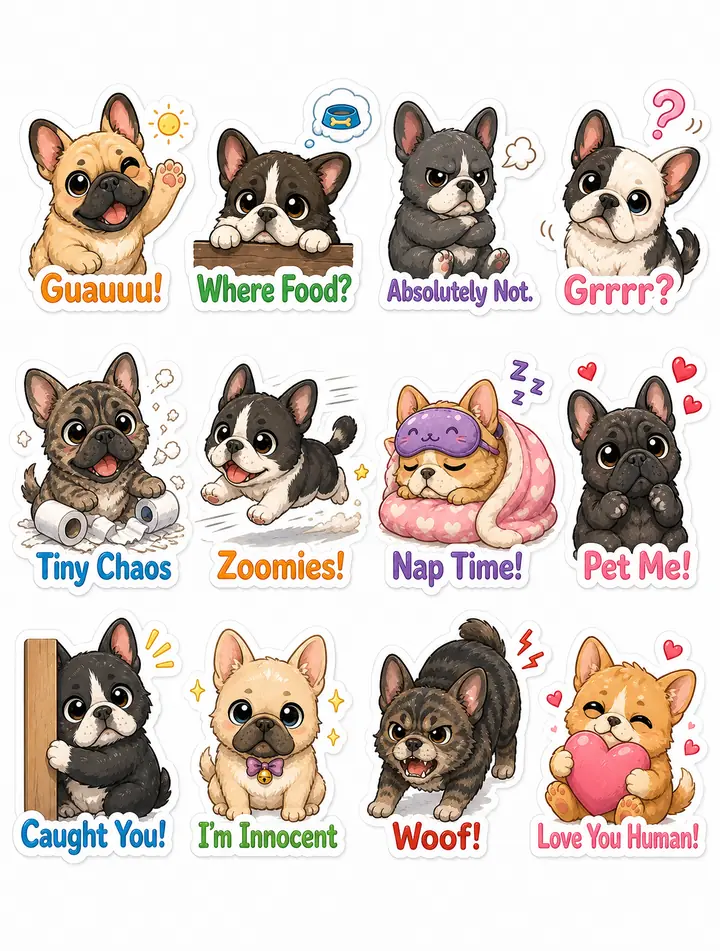 Guauuu!
Where Food?
Absolutely Not.
?
Grrrr?
Tiny Chaos
Zoomies!
Z Z Z
Nap Time!
Pet Me!
Caught You!
I'm Innocent
Woof!
Love You Human!